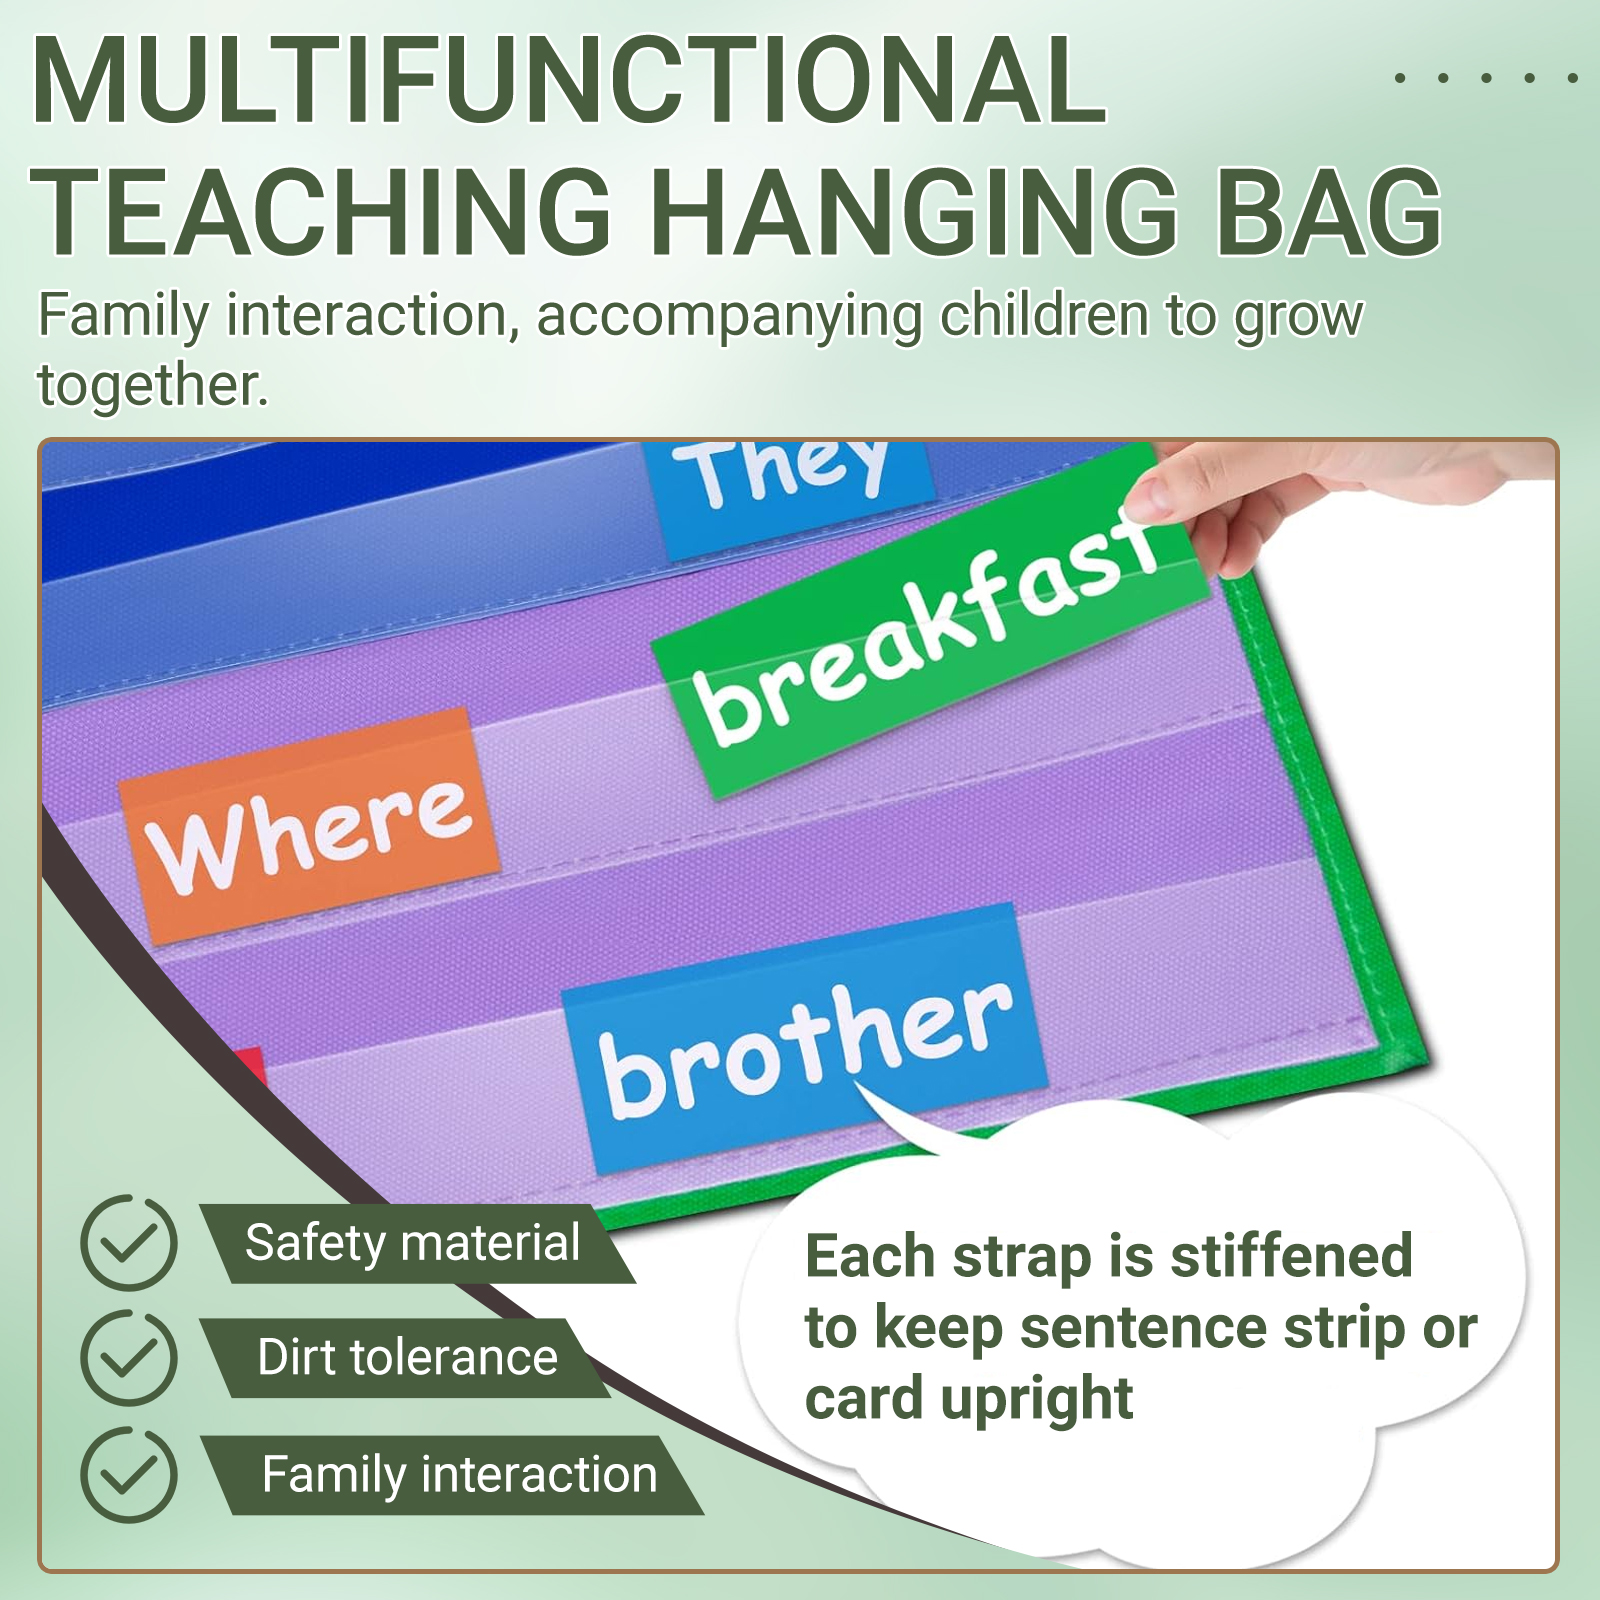 MULTIFUNCTIONAL
TEACHING HANGING BAG
Family interaction, accompanying children to grow
together.
They
breakfast
Where
brother
Safety material
Dirt tolerance
Family interaction
Each strap is stiffened
to keep sentence strip or
card upright